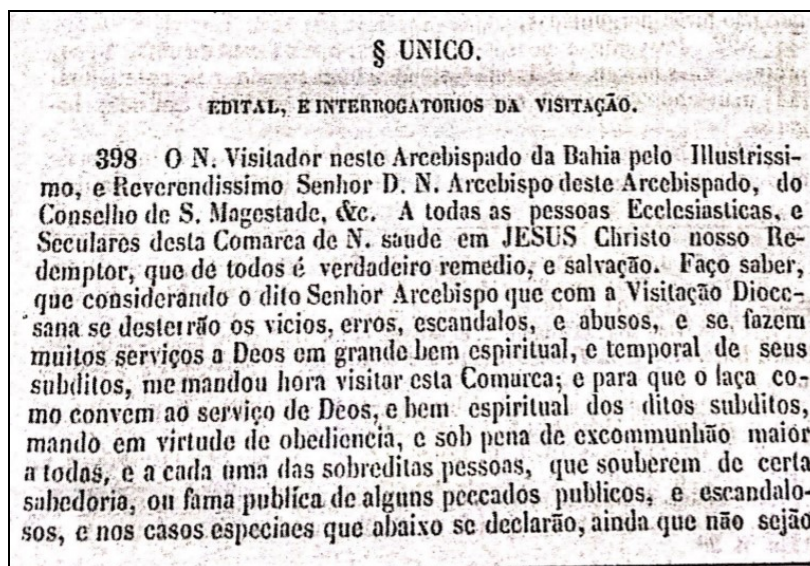 § UNICO.
EDITAL, E INTERROGATORIOS DA VISITAÇÃO.
398 O N. Visitador neste Arcebispado da Bahia pelo Illustrissi-
mo, e Reverendissimo Senhor D. N. Arcebispo deste Arcebispado, do
Conselho de S. Magestade, &c. A todas as pessoas Ecclesiasticas, e
Seculares desta Comarca de N. saude em JESUS Christo nosso Re-
demptor, que de todos é verdadeiro remedio, e salvação. Faço saber,
que considerando o dito Senhor Arcebispo que com a Visitação Dioce-
sana se desterrão os vicios, erros, escandalos, e abusos, e se fazem
muitos serviços a Deos em grande bem espiritual, e temporal de seus
subditos, me mandou hora visitar esta Comarca; e para que o faça co-
mo convem ao serviço de Deos, e bem espiritual dos ditos subditos,
mando em virtude de obediencia, e sob pena de excommunhão maior
a todas, e a cada uma das sobreditas pessoas, que souberem de certa
sabedoria, ou fama publica de alguns peccados publicos, e escandalo-
sos, e nos casos especiaes que abaixo se declarão, ainda que não sejão